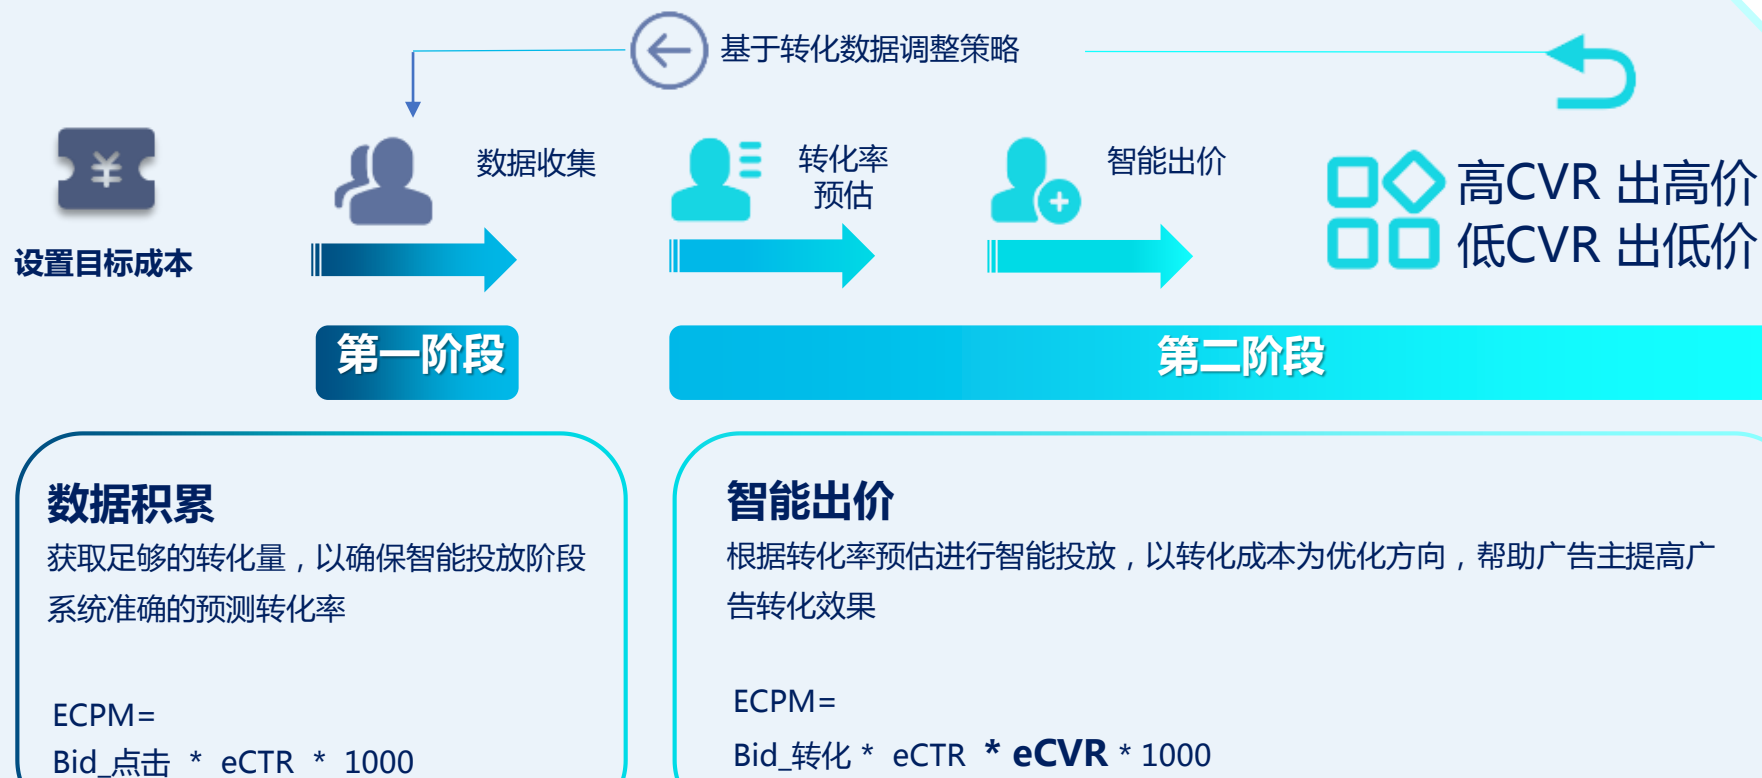 基于转化数据调整策略
¥
设置目标成本
数据收集
转化率
预估
智能出价
高CVR 出高价
低CVR 出低价
第一阶段
第二阶段
数据积累
获取足够的转化量，以确保智能投放阶段
系统准确的预测转化率
ECPM=
Bid_点击 * eCTR * 1000
智能出价
根据转化率预估进行智能投放，以转化成本为优化方向，帮助广告主提高广
告转化效果
ECPM=
Bid_转化 * eCTR * eCVR * 1000